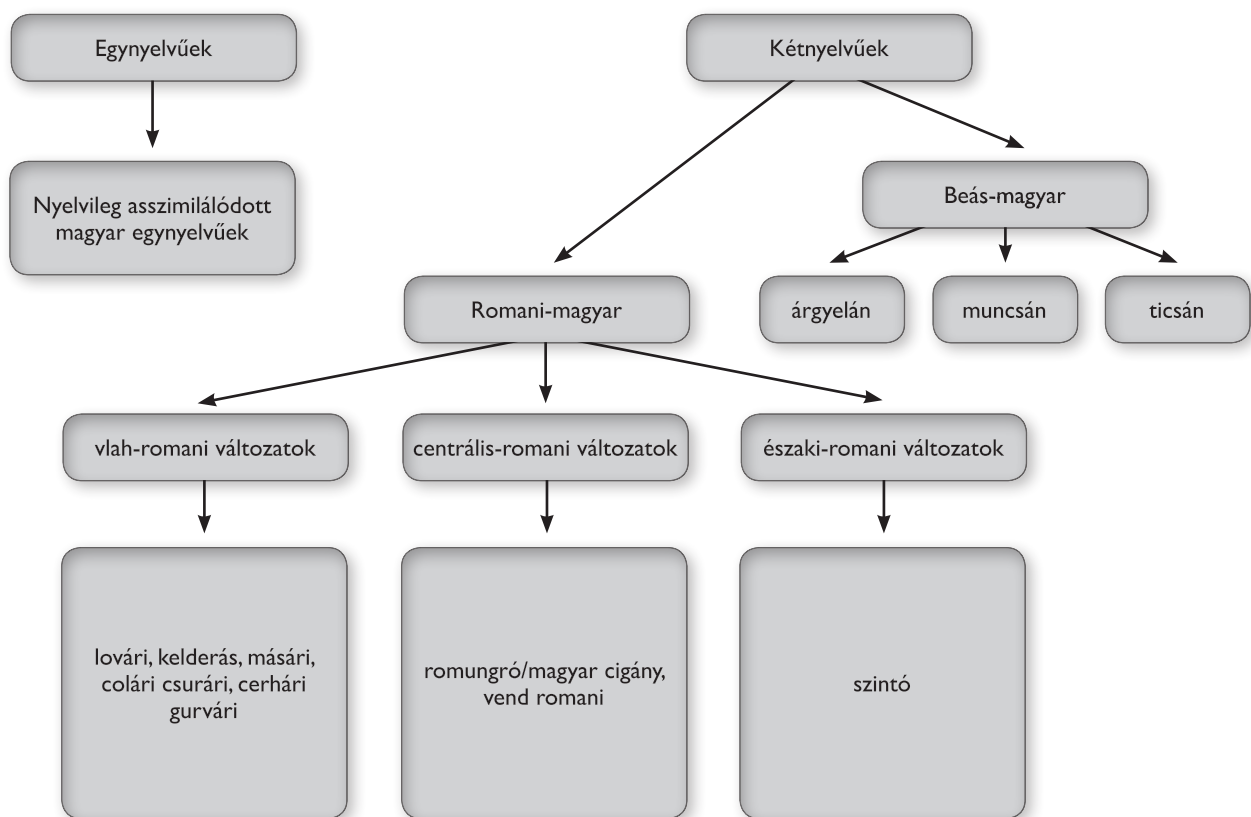 Egynyelvűek
Kétnyelvűek
Nyelvileg asszimilálódott
magyar egynyelvűek
Beás-magyar
Romani-magyar
árgyelán
muncsán
ticsán
vlah-romani változatok
centrális-romani változatok
északi-romani változatok
lovári, kelderás, másári,
colári csurári, cerhári
gurvári
romungró/magyar cigány,
vend romani
szintó